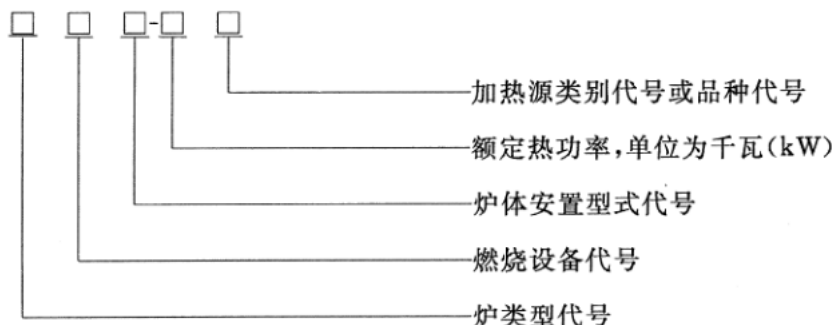 □ □ □-□ □
加热源类别代号或品种代号
额定热功率,单位为千瓦(kW)
炉体安置型式代号
燃烧设备代号
炉类型代号